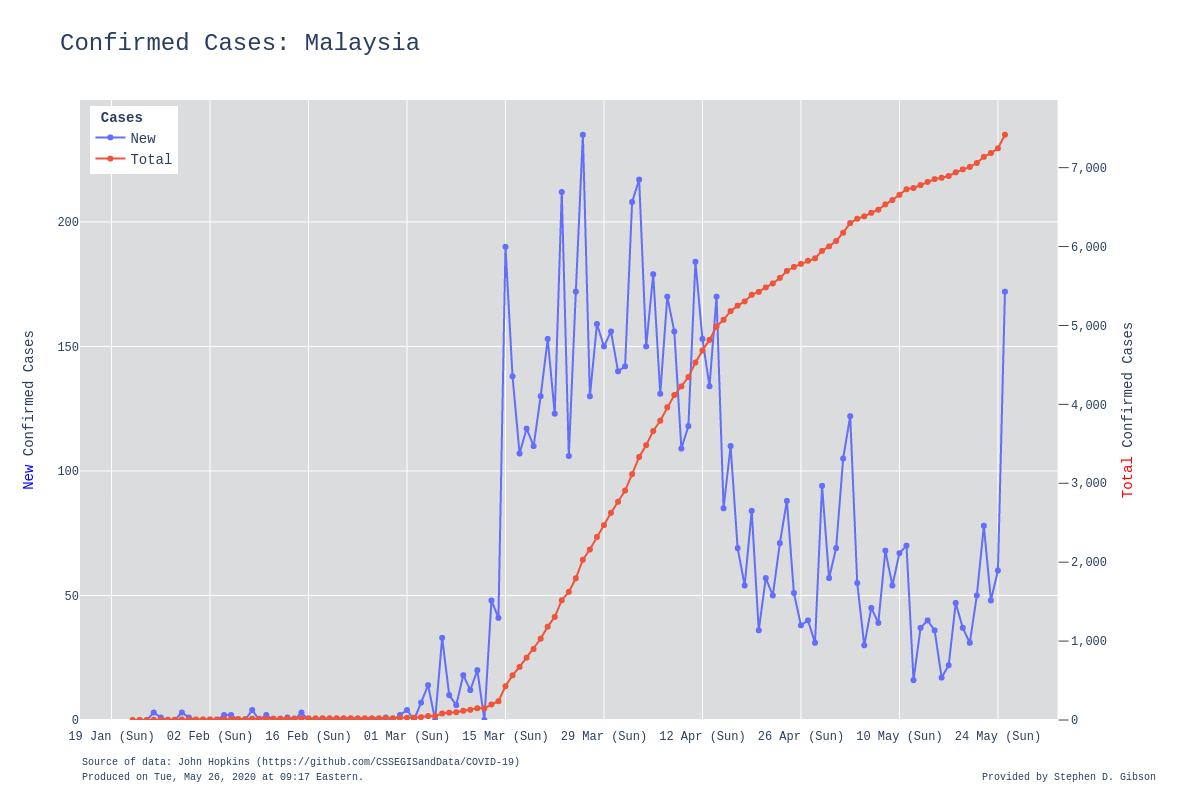 Confirmed Cases: Malaysia
Cases
New
Total
200
150
100
50
0
7,000
6,000
5,000
4,000
3,000
2,000
1,000
0
New Confirmed Cases
Total Confirmed Cases
19 Jan (Sun) 02 Feb (Sun) 16 Feb (Sun) 01 Mar (Sun) 15 Mar (Sun) 29 Mar (Sun) 12 Apr (Sun) 26 Apr (Sun) 10 May (Sun) 24 May (Sun)
Source of data: John Hopkins (https://github.com/CSSEGISandData/COVID-19)
Produced on Tue, May 26, 2020 at 09:17 Eastern.
Provided by Stephen D. Gibson